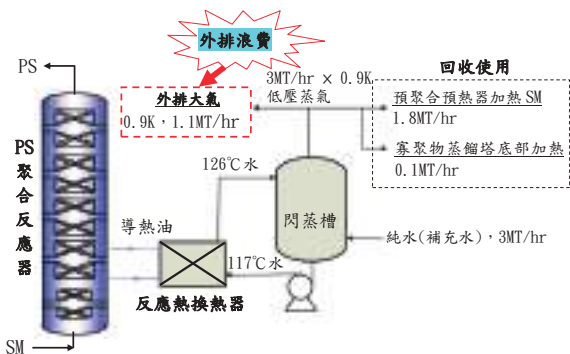 外排浪費
PS
3MT/hr × 0.9K
低壓蒸氣
回收使用
外排大氣
0.9K，1.1MT/hr
預聚合預熱器加熱 SM
1.8MT/hr
寡聚物蒸餾塔底部加熱
0.1MT/hr
PS
聚合反應器
126℃水
導熱油
閃蒸槽
純水(補充水)，3MT/hr
117℃水
反應熱換熱器
SM